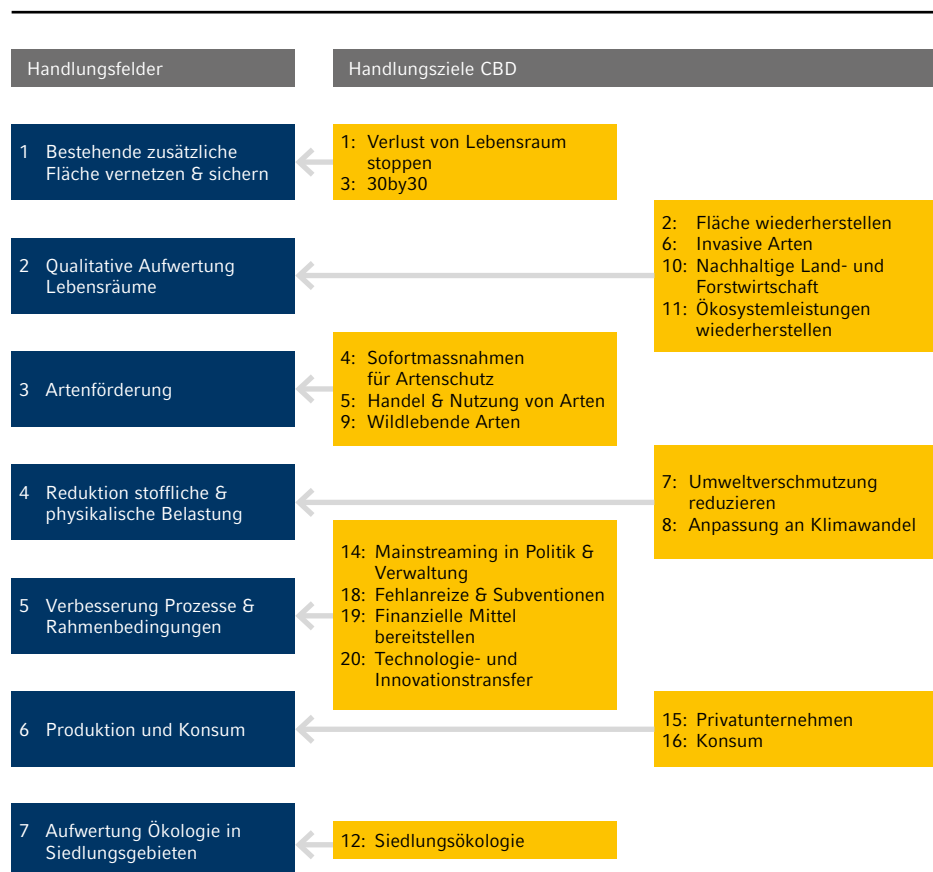 Handlungsfelder
Handlungsziele CBD
1 Bestehende zusätzliche
Fläche vernetzen & sichern
1: Verlust von Lebensraum
stoppen
3: 30by30
2 Qualitative Aufwertung
Lebensräume
2: Fläche wiederherstellen
6: Invasive Arten
10: Nachhaltige Land- und
Forstwirtschaft
11: Ökosystemleistungen
wiederherstellen
3 Artenförderung
4: Sofortmassnahmen
für Artenschutz
5: Handel & Nutzung von Arten
9: Wildlebende Arten
4 Reduktion stoffliche &
physikalische Belastung
7: Umweltverschmutzung
reduzieren
8: Anpassung an Klimawandel
5 Verbesserung Prozesse &
Rahmenbedingungen
14: Mainstreaming in Politik &
Verwaltung
18: Fehlanreize & Subventionen
19: Finanzielle Mittel
bereitstellen
20: Technologie- und
Innovationstransfer
6 Produktion und Konsum
15: Privatunternehmen
16: Konsum
7 Aufwertung Ökologie in
Siedlungsgebieten
12: Siedlungsökologie